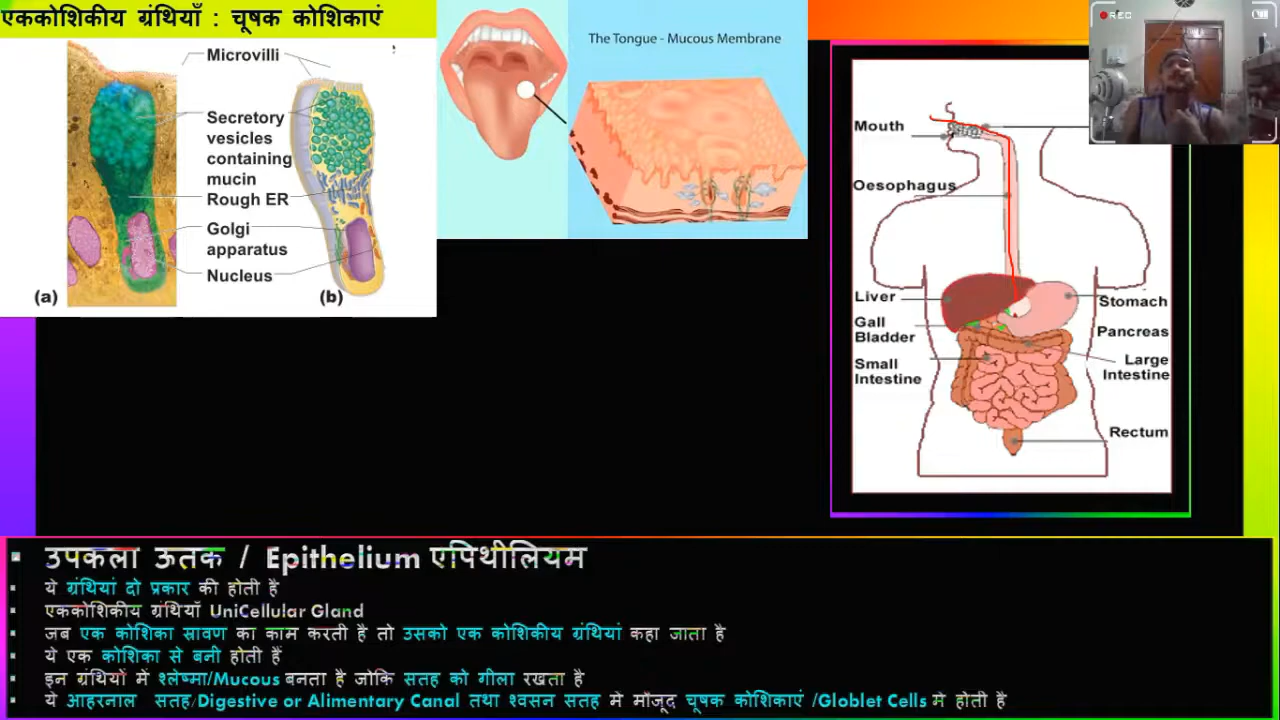 एककोशिकीय ग्रंथियाँ : चूषक कोशिकाएं
Microvilli
Secretory
vesicles
containing
mucin
Rough ER
Golgi
apparatus
Nucleus
(a)
(b)
The Tongue - Mucous Membrane
REC
Mouth
Oesophagus
Liver
Gall
Bladder
Small
Intestine
Stomach
Pancreas
Large
Intestine
Rectum
उपकला ऊतक / Epithelium एपिथीलियम
ये ग्रंथियां दो प्रकार की होती है
एककोशिकीय ग्रंथियाँ UniCellular Gland
जब एक कोशिका स्रावण का काम करती है तो उसको एक कोशिकीय ग्रंथियां कहा जाता है
ये एक कोशिका से बनी होती हैं
इन ग्रंथियों में श्लेष्मा/Mucous बनता है जोकि सतह को गीला रखता है
ये आहरनाल सतह/Digestive or Alimentary Canal तथा श्वसन सतह में मौजूद चूषक कोशिकाएं /Globlet Cells मे होती है